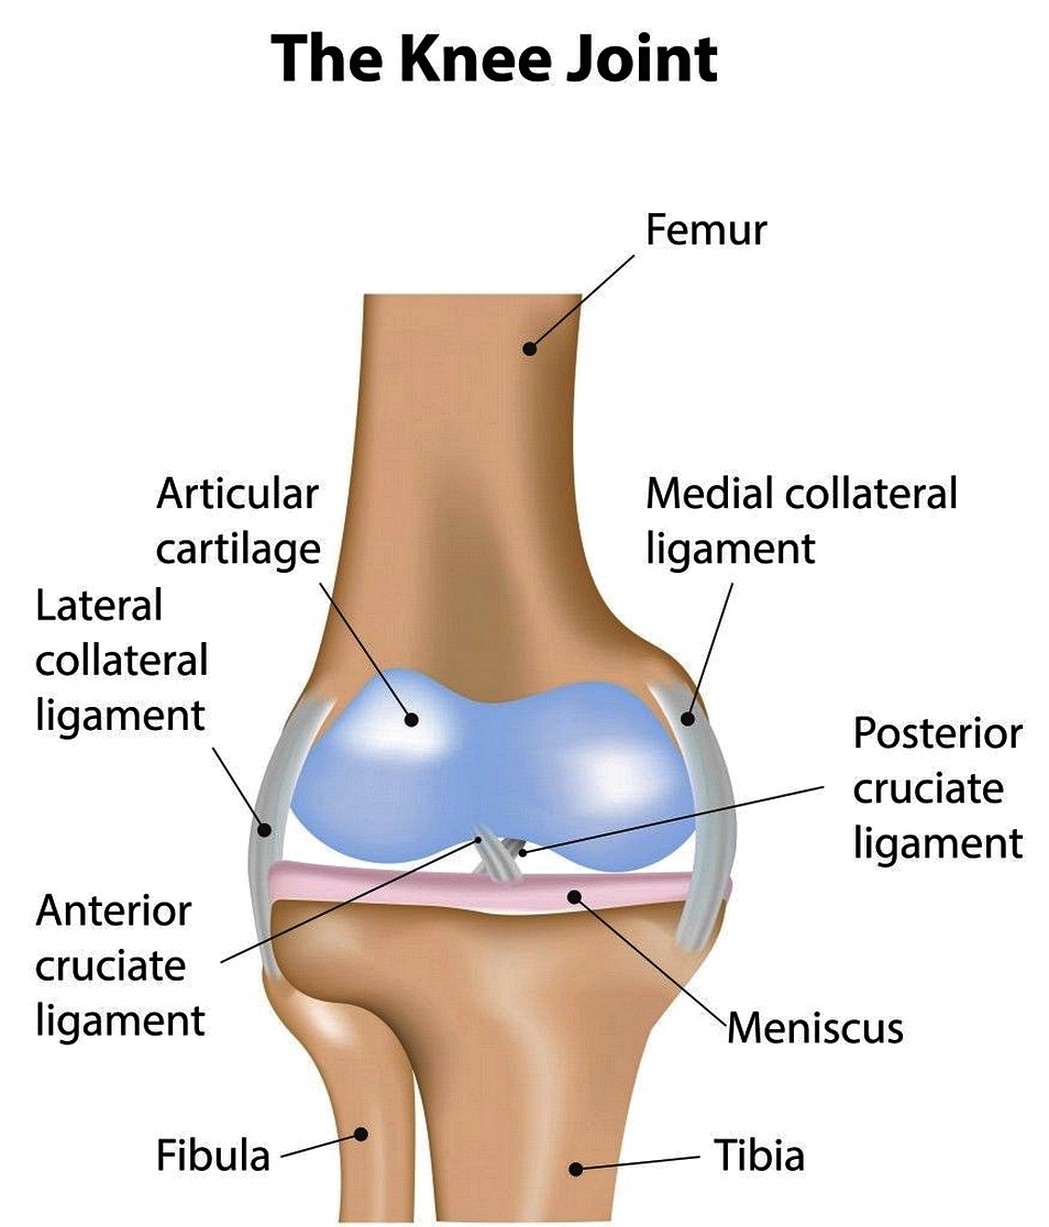 The Knee Joint
Femur
Articular
cartilage
Medial collateral
ligament
Lateral
collateral
ligament
Posterior
cruciate
ligament
Anterior
cruciate
ligament
Meniscus
Fibula
Tibia